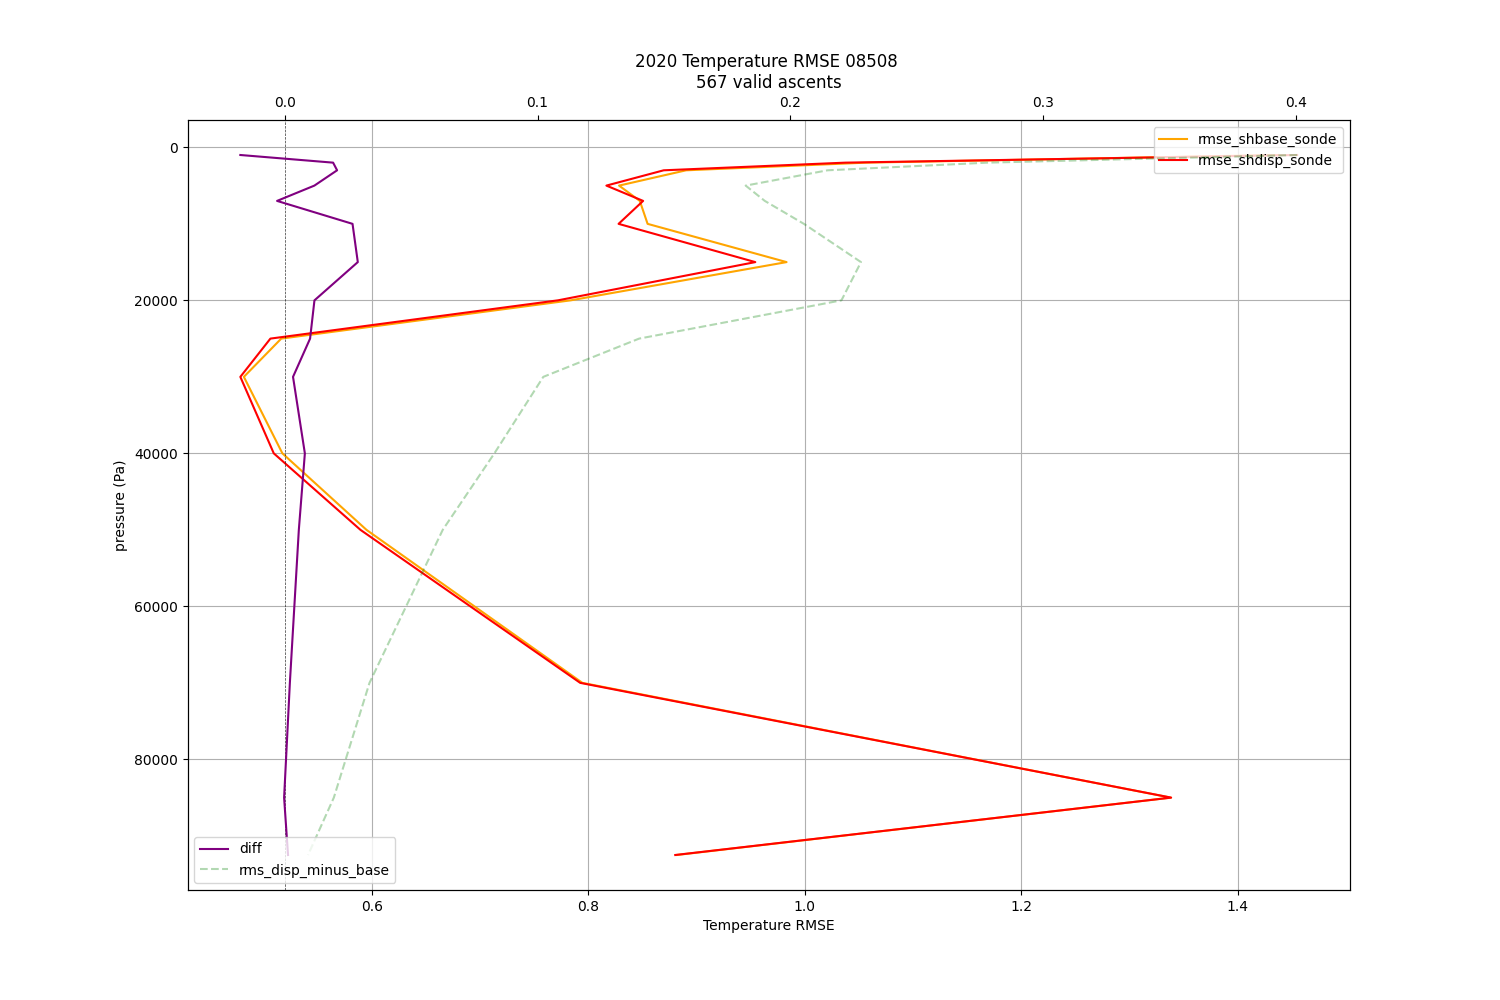 2020 Temperature RMSE 08508
567 valid ascents
0.0 0.1 0.2 0.3 0.4
rmse_shbase_sonde
rmse_shdisp_sonde
0
20000
40000
60000
80000
pressure (Pa)
diff
rms_disp_minus_base
0.6 0.8 1.0 1.2 1.4
Temperature RMSE